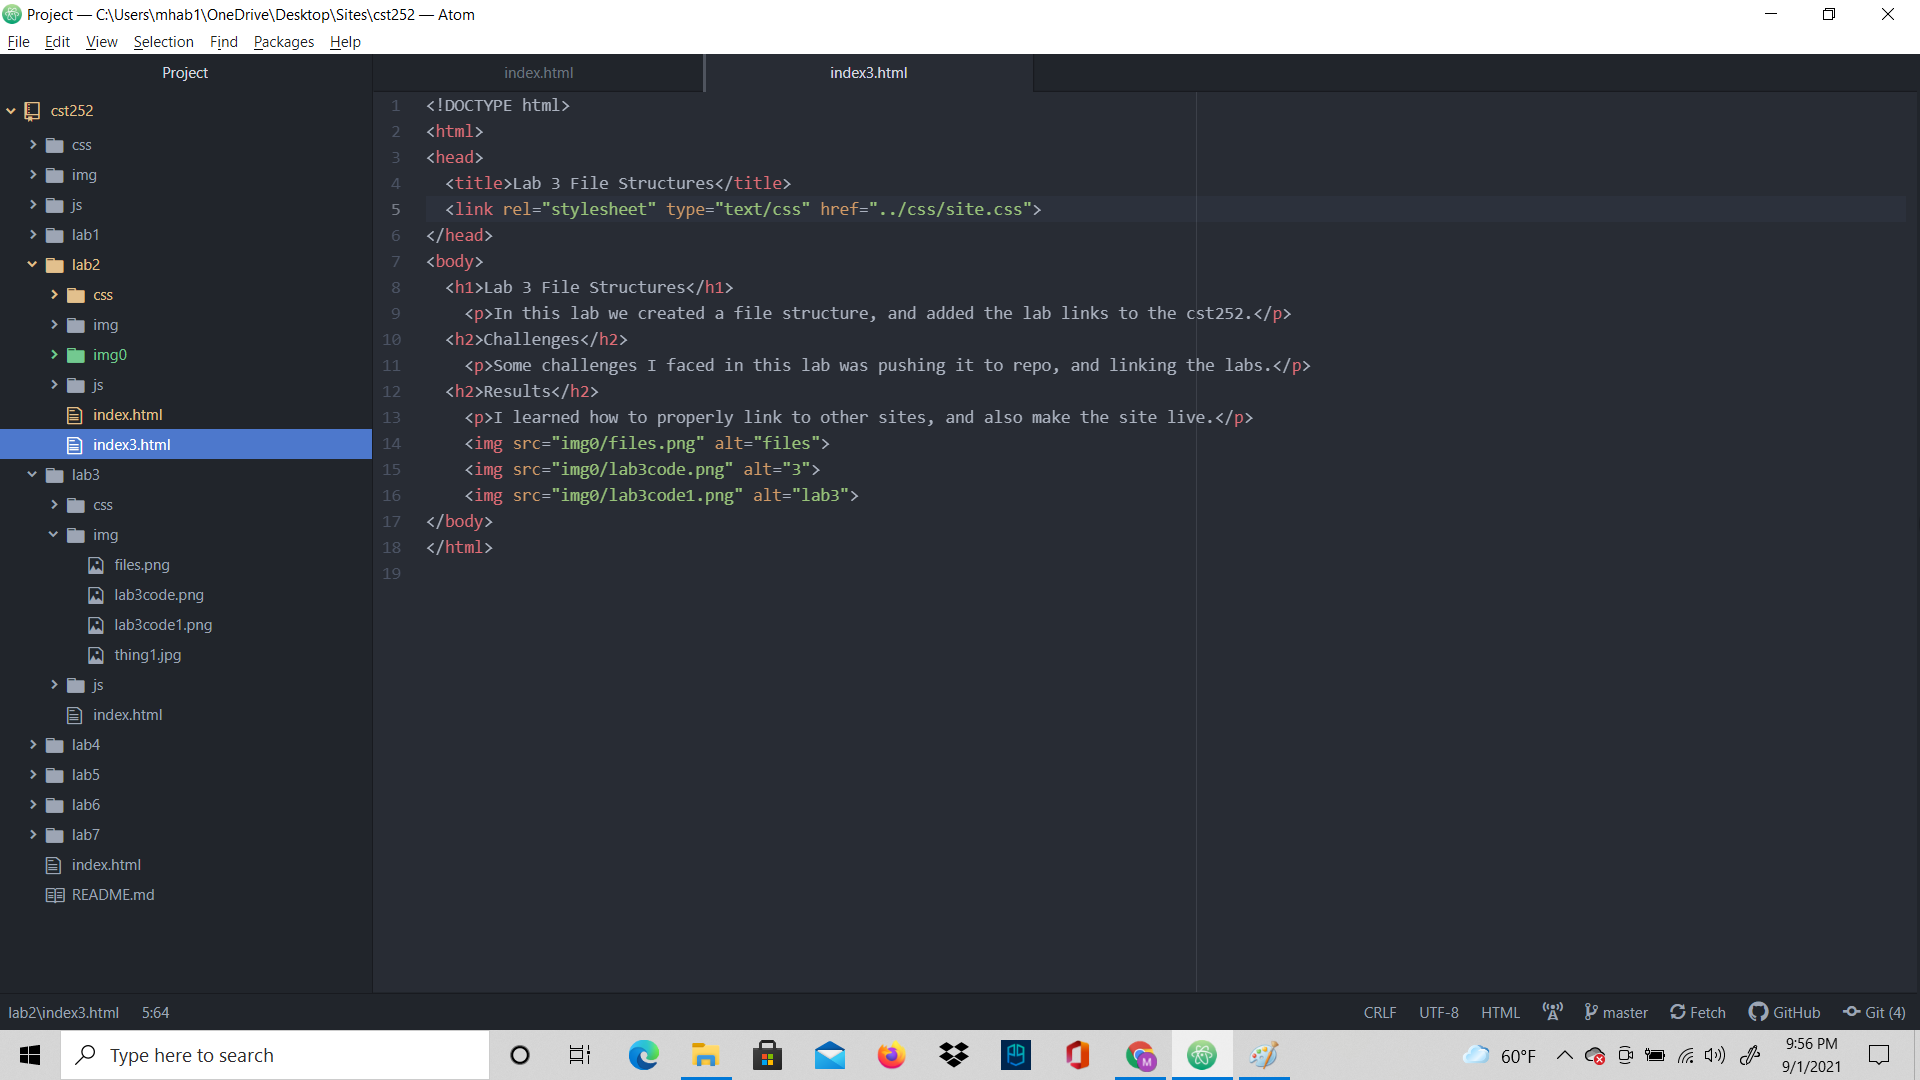 Project — C:\Users\mhab1\OneDrive\Desktop\Sites\cst252 — Atom
File Edit View Selection Find Packages Help
Project
cst252
css
img
js
lab1
lab2
css
img
img0
js
index.html
index3.html
lab3
css
img
files.png
lab3code.png
lab3code1.png
thing1.jpg
js
index.html
lab4
lab5
lab6
lab7
index.html
README.md
index.html index3.html
1 <!DOCTYPE html>
2 <html>
3 <head>
4 <title>Lab 3 File Structures</title>
5 <link rel="stylesheet" type="text/css" href="../css/site.css">
6 </head>
7 <body>
8 <h1>Lab 3 File Structures</h1>
9 <p>In this lab we created a file structure, and added the lab links to the cst252.</p>
10 <h2>Challenges</h2>
11 <p>Some challenges I faced in this lab was pushing it to repo, and linking the labs.</p>
12 <h2>Results</h2>
13 <p>I learned how to properly link to other sites, and also make the site live.</p>
14 <img src="img0/files.png" alt="files">
15 <img src="img0/lab3code.png" alt="3">
16 <img src="img0/lab3code1.png" alt="lab3">
17 </body>
18 </html>
19
lab2\index3.html 5:64 CRLF UTF-8 HTML master Fetch GitHub Git (4)
Type here to search
M
60°F
9:56 PM
9/1/2021